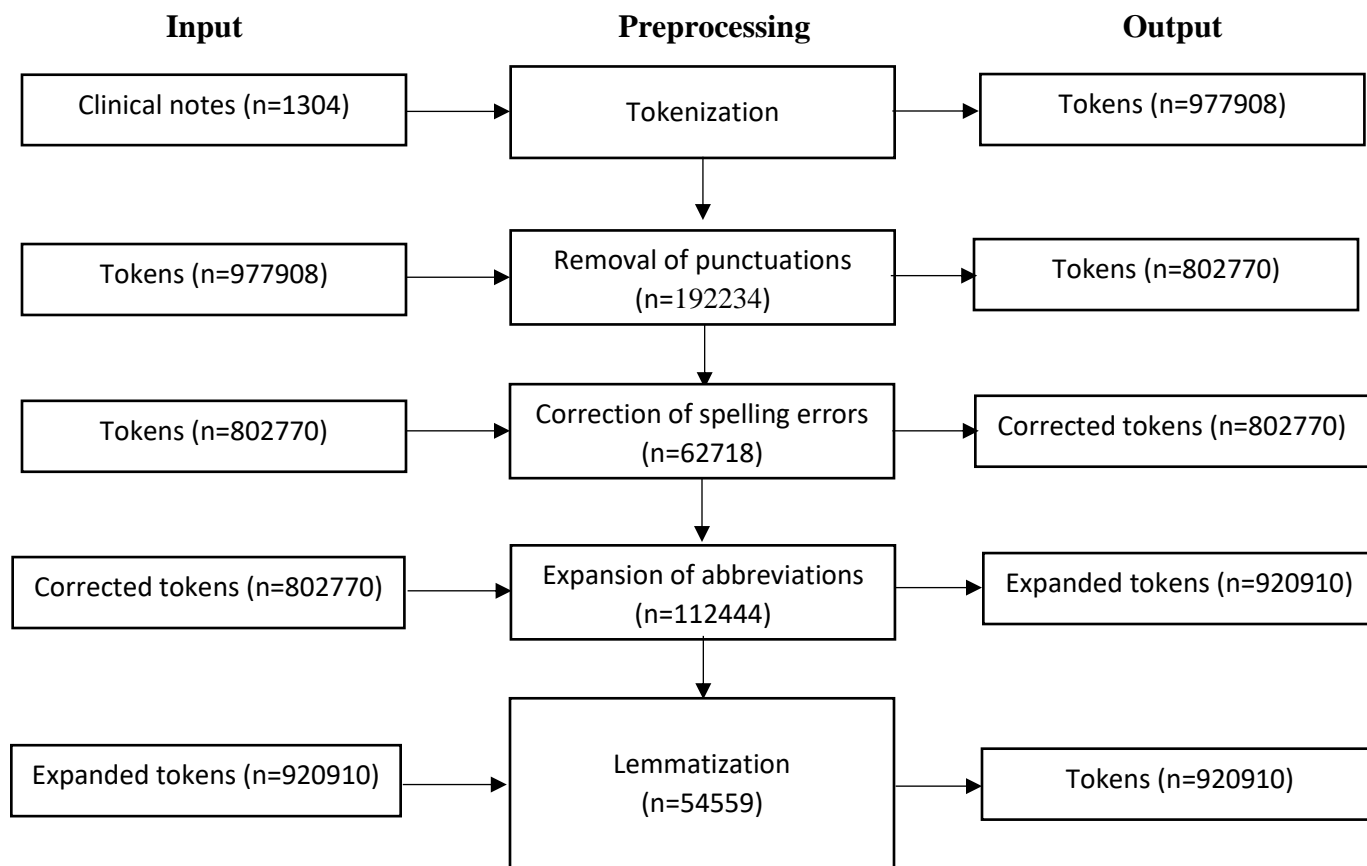 Input
Preprocessing
Output
Clinical notes (n=1304)
Tokenization
Tokens (n=977908)
Tokens (n=977908)
Removal of punctuations
(n=192234)
Tokens (n=802770)
Tokens (n=802770)
Correction of spelling errors
(n=62718)
Corrected tokens (n=802770)
Corrected tokens (n=802770)
Expansion of abbreviations
(n=112444)
Expanded tokens (n=920910)
Expanded tokens (n=920910)
Lemmatization
(n=54559)
Tokens (n=920910)